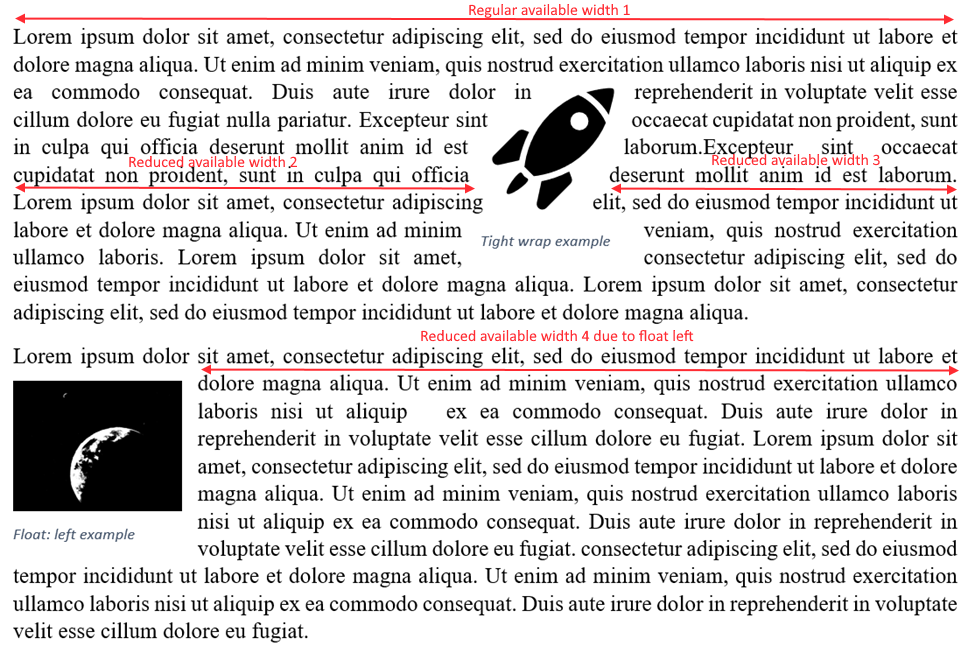 Regular available width 1
Lorem ipsum dolor sit amet, consectetur adipiscing elit, sed do eiusmod tempor incididunt ut labore et
dolore magna aliqua. Ut enim ad minim veniam, quis nostrud exercitation ullamco laboris nisi ut aliquip ex
ea commodo consequat. Duis aute irure dolor in reprehenderit in voluptate velit esse
cillum dolore eu fugiat nulla pariatur. Excepteur sint occaecat cupidatat non proident, sunt
in culpa qui officia deserunt mollit anim id est laborum.Excepteur sint occaecat
Reduced available width 2 Reduced available width 3
cupidatat non proident, sunt in culpa qui officia deserunt mollit anim id est laborum.
Lorem ipsum dolor sit amet, consectetur adipiscing elit, sed do eiusmod tempor incididunt ut
labore et dolore magna aliqua. Ut enim ad minim veniam, quis nostrud exercitation
Tight wrap example
ullamco laboris. Lorem ipsum dolor sit amet, consectetur adipiscing elit, sed do
eiusmod tempor incididunt ut labore et dolore magna aliqua. Lorem ipsum dolor sit amet, consectetur
adipiscing elit, sed do eiusmod tempor incididunt ut labore et dolore magna aliqua.
Reduced available width 4 due to float left
Lorem ipsum dolor sit amet, consectetur adipiscing elit, sed do eiusmod tempor incididunt ut labore et
dolore magna aliqua. Ut enim ad minim veniam, quis nostrud exercitation ullamco
laboris nisi ut aliquip ex ea commodo consequat. Duis aute irure dolor in
reprehenderit in voluptate velit esse cillum dolore eu fugiat. Lorem ipsum dolor sit
amet, consectetur adipiscing elit, sed do eiusmod tempor incididunt ut labore et dolore
magna aliqua. Ut enim ad minim veniam, quis nostrud exercitation ullamco laboris
nisi ut aliquip ex ea commodo consequat. Duis aute irure dolor in reprehenderit in
Float: left example
voluptate velit esse cillum dolore eu fugiat. consectetur adipiscing elit, sed do eiusmod
tempor incididunt ut labore et dolore magna aliqua. Ut enim ad minim veniam, quis nostrud exercitation
ullamco laboris nisi ut aliquip ex ea commodo consequat. Duis aute irure dolor in reprehenderit in voluptate
velit esse cillum dolore eu fugiat.